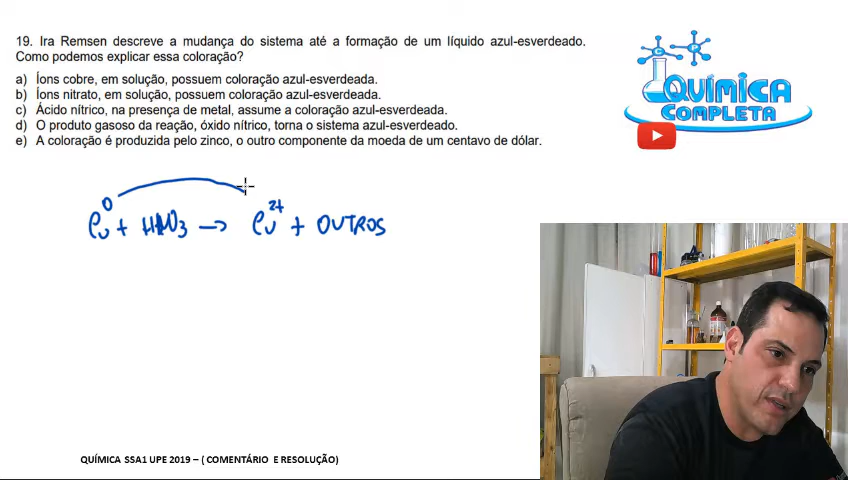 19. Ira Remsen descreve a mudança do sistema até a formação de um líquido azul-esverdeado.
Como podemos explicar essa coloração?
a) Íons cobre, em solução, possuem coloração azul-esverdeada.
b) Íons nitrato, em solução, possuem coloração azul-esverdeada.
c) Ácido nítrico, na presença de metal, assume a coloração azul-esverdeada.
d) O produto gasoso da reação, óxido nítrico, torna o sistema azul-esverdeado.
e) A coloração é produzida pelo zinco, o outro componente da moeda de um centavo de dólar.
C P
QUÍMICA
COMPLETA
Cu⁰ + HNO₃ → Cu²⁺ + OUTROS
QUÍMICA SSA1 UPE 2019 – ( COMENTÁRIO E RESOLUÇÃO)